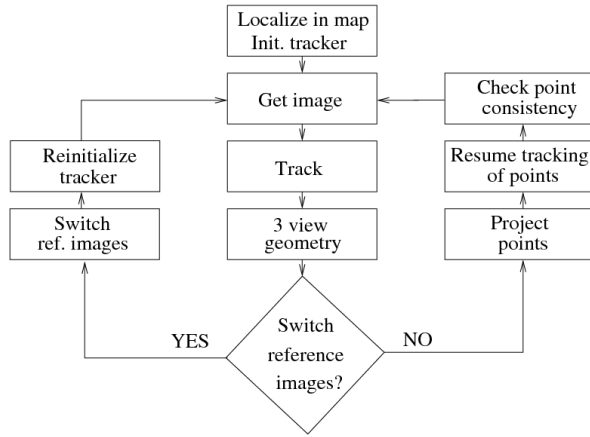 Localize in map
Init. tracker
Get image
Check point
consistency
Reinitialize
tracker
Track
Resume tracking
of points
Switch
ref. images
3 view
geometry
Project
points
YES
Switch
reference
images?
NO